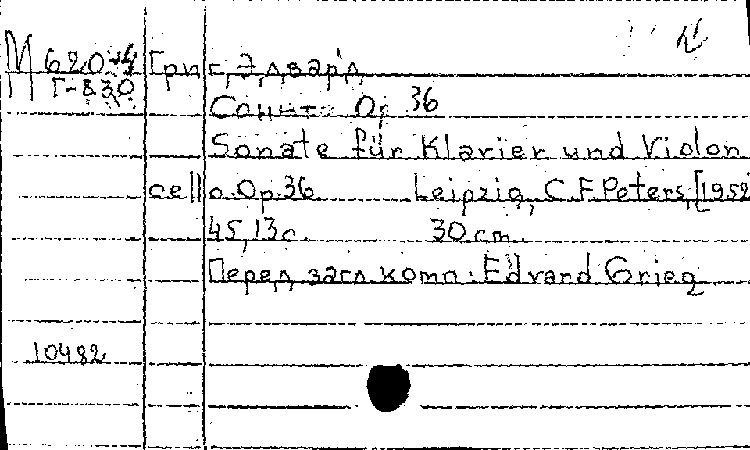 М 620-4 Григ, Эдвард
Г-830
Соната Op 36
Sonate für Klavier und Violon
cello. Op. 36 Leipzig, C. F. Peters, [1952
45, 13 с. 30 cm.
Перед загл. комп.: Edvard Grieg
10482